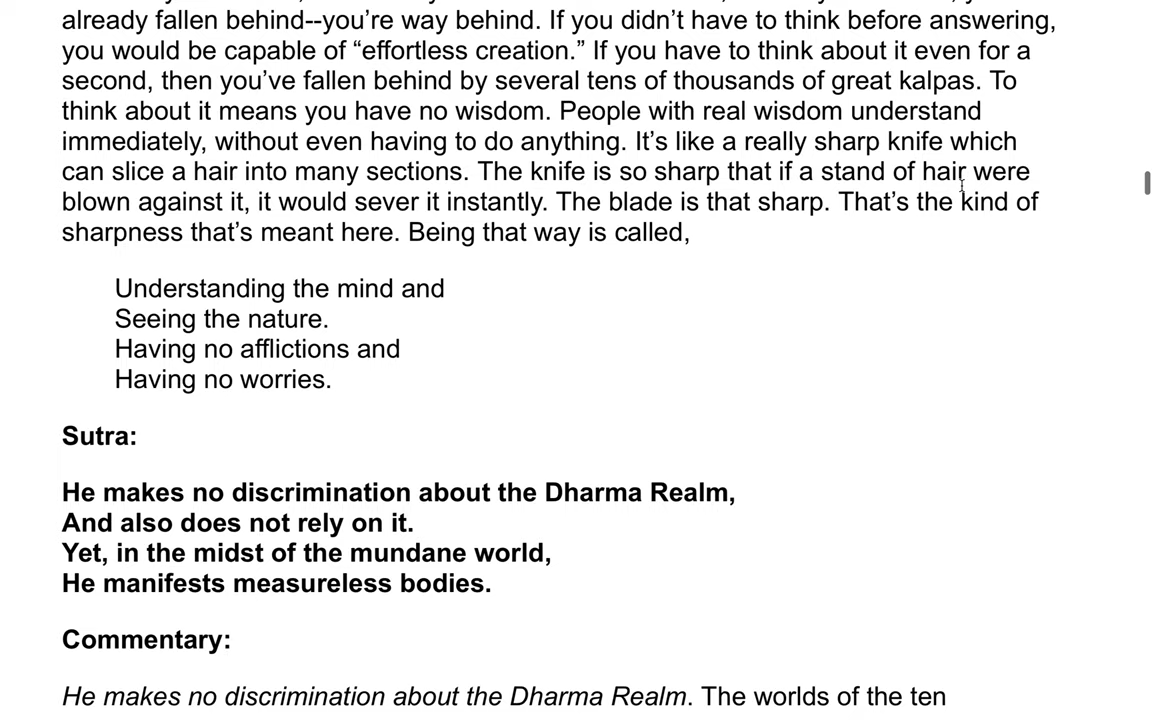 already fallen behind--you’re way behind. If you didn’t have to think before answering,
you would be capable of “effortless creation.” If you have to think about it even for a
second, then you’ve fallen behind by several tens of thousands of great kalpas. To
think about it means you have no wisdom. People with real wisdom understand
immediately, without even having to do anything. It’s like a really sharp knife which
can slice a hair into many sections. The knife is so sharp that if a stand of hair were
blown against it, it would sever it instantly. The blade is that sharp. That’s the kind of
sharpness that’s meant here. Being that way is called,
Understanding the mind and
Seeing the nature.
Having no afflictions and
Having no worries.
Sutra:
He makes no discrimination about the Dharma Realm,
And also does not rely on it.
Yet, in the midst of the mundane world,
He manifests measureless bodies.
Commentary:
He makes no discrimination about the Dharma Realm. The worlds of the ten